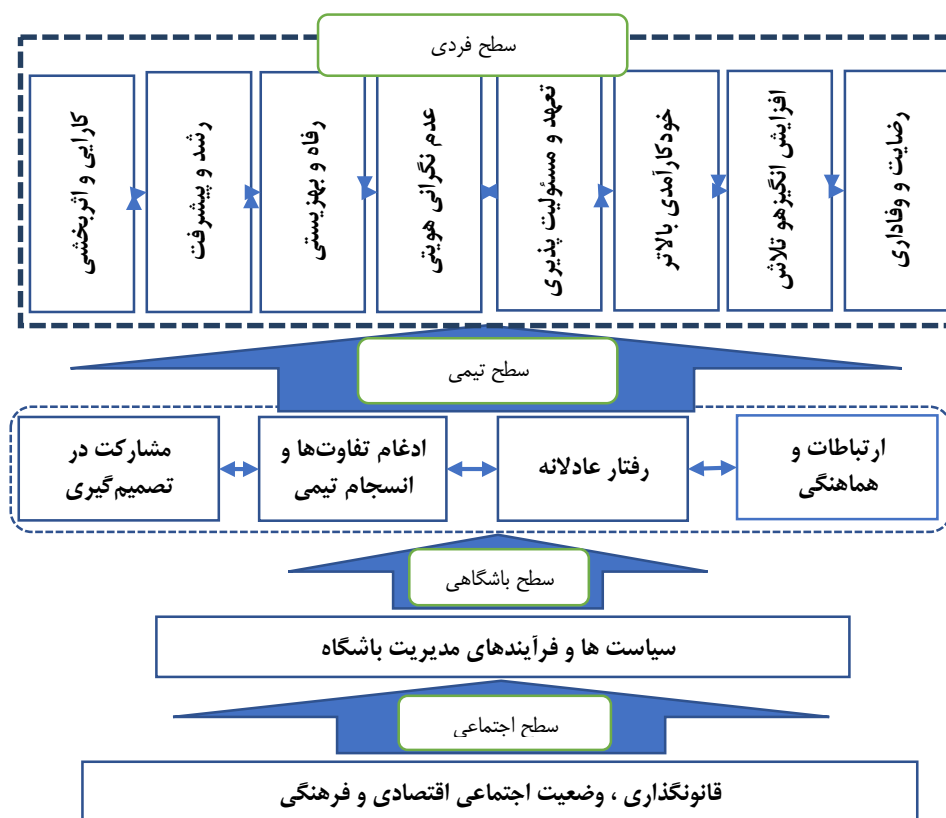 سطح فردی
رضایت و وفاداری
افزایش انگیزهو تلاش
خودکارآمدی بالاتر
تعهد و مسئولیت پذیری
عدم نگرانی هویتی
رفاه و بهزیستی
رشد و پیشرفت
کارایی و اثربخشی
سطح تیمی
ارتباطات و
هماهنگی
رفتار عادلانه
ادغام تفاوت‌ها و
انسجام تیمی
مشارکت در
تصمیم‌گیری
سطح باشگاهی
سیاست ها و فرآیندهای مدیریت باشگاه
سطح اجتماعی
قانونگذاری ، وضعیت اجتماعی اقتصادی و فرهنگی